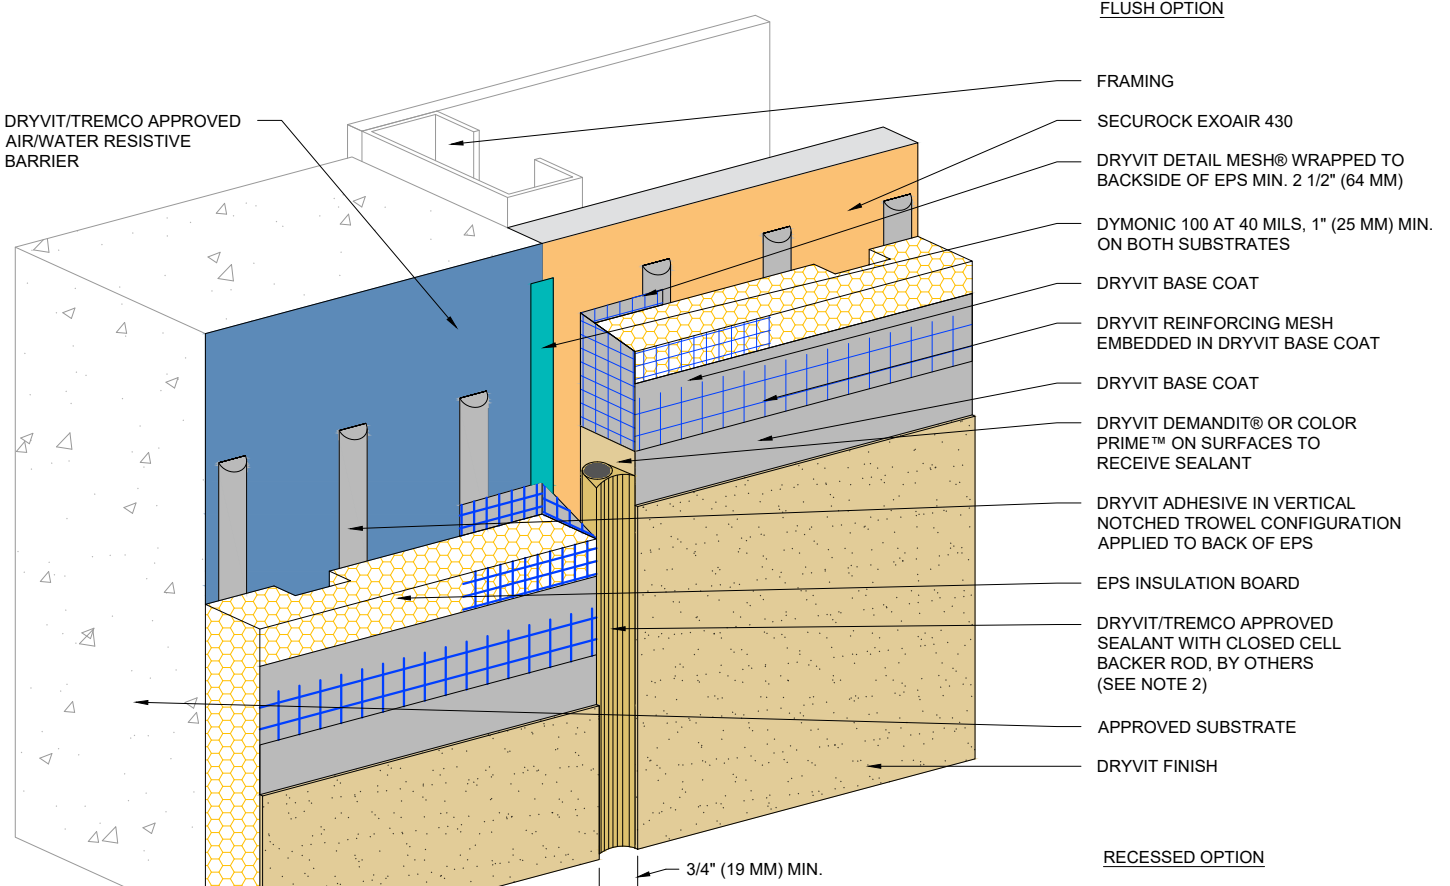 FLUSH OPTION
DRYVIT/TREMCO APPROVED
AIR/WATER RESISTIVE
BARRIER
FRAMING
SECUROCK EXOAIR 430
DRYVIT DETAIL MESH® WRAPPED TO
BACKSIDE OF EPS MIN. 2 1/2" (64 MM)
DYMONIC 100 AT 40 MILS, 1" (25 MM) MIN.
ON BOTH SUBSTRATES
DRYVIT BASE COAT
DRYVIT REINFORCING MESH
EMBEDDED IN DRYVIT BASE COAT
DRYVIT BASE COAT
DRYVIT DEMANDIT® OR COLOR
PRIME™ ON SURFACES TO
RECEIVE SEALANT
DRYVIT ADHESIVE IN VERTICAL
NOTCHED TROWEL CONFIGURATION
APPLIED TO BACK OF EPS
EPS INSULATION BOARD
DRYVIT/TREMCO APPROVED
SEALANT WITH CLOSED CELL
BACKER ROD, BY OTHERS
(SEE NOTE 2)
APPROVED SUBSTRATE
DRYVIT FINISH
RECESSED OPTION
3/4" (19 MM) MIN.